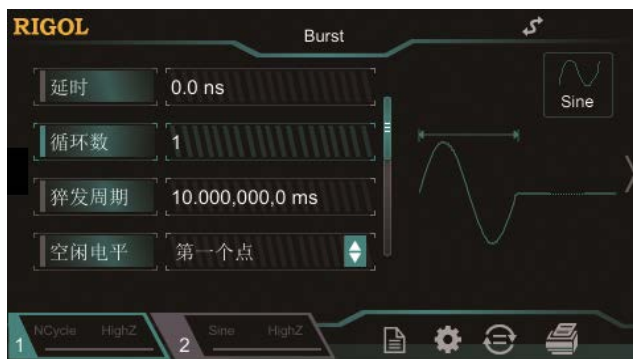 RIGOL
Burst
延时
0.0 ns
Sine
循环数
1
猝发周期
10.000,000,0 ms
空闲电平
第一个点
1
NCycle
HighZ
2
Sine
HighZ